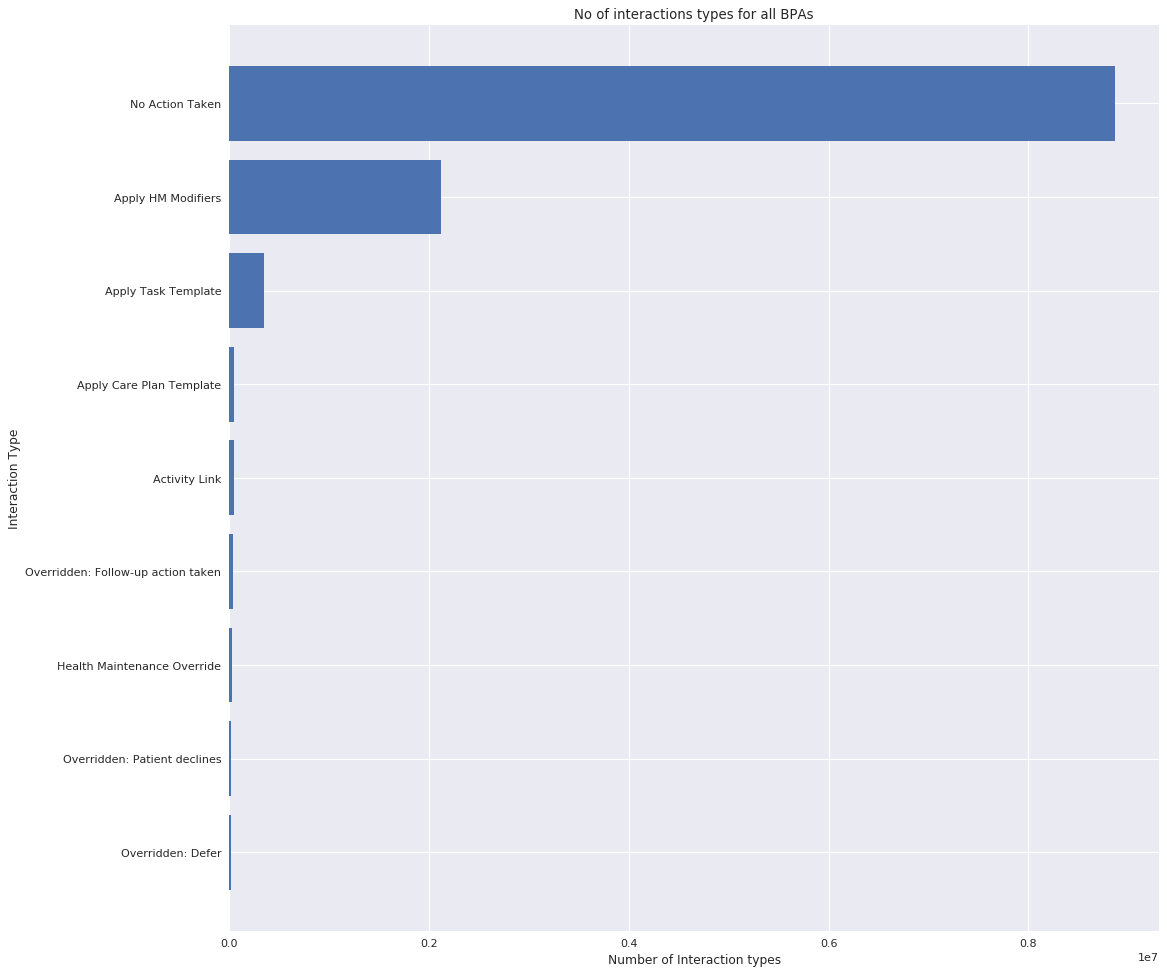 No of interactions types for all BPAs
No Action Taken
Apply HM Modifiers
Apply Task Template
Apply Care Plan Template
Activity Link
Overridden: Follow-up action taken
Health Maintenance Override
Overridden: Patient declines
Overridden: Defer
Interaction Type
0.0 0.2 0.4 0.6 0.8
1e7
Number of Interaction types